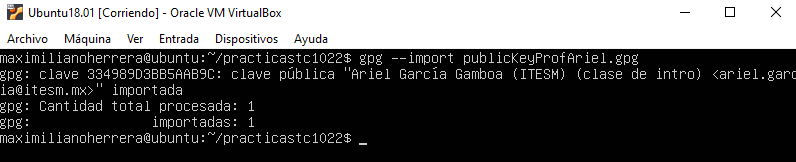 Ubuntu18.01 [Corriendo] - Oracle VM VirtualBox
Archivo Máquina Ver Entrada Dispositivos Ayuda
maximilianoherrera@ubuntu:~/practicastc1022$ gpg --import publicKeyProfAriel.gpg
gpg: clave 334989D3BB5AAB9C: clave pública "Ariel García Gamboa (ITESM) (clase de intro) <ariel.garc
ia@itesm.mx>" importada
gpg: Cantidad total procesada: 1
gpg:               importadas: 1
maximilianoherrera@ubuntu:~/practicastc1022$ _